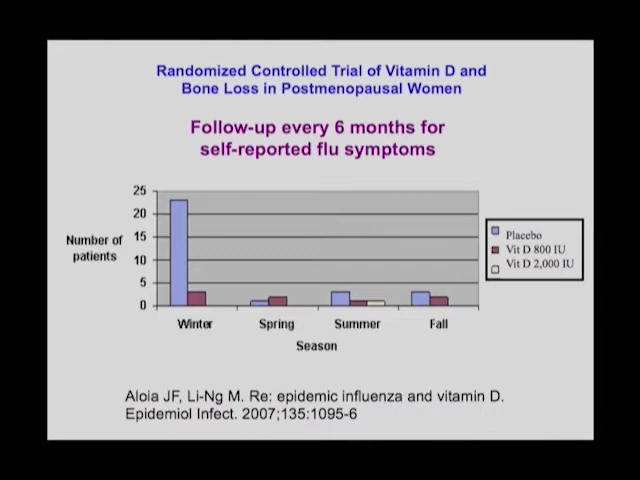 Randomized Controlled Trial of Vitamin D and
Bone Loss in Postmenopausal Women
Follow-up every 6 months for
self-reported flu symptoms
25
20
15
10
5
0
Number of
patients
Winter
Spring
Summer
Fall
Season
Placebo
Vit D 800 IU
Vit D 2,000 IU
Aloia JF, Li-Ng M. Re: epidemic influenza and vitamin D.
Epidemiol Infect. 2007;135:1095-6